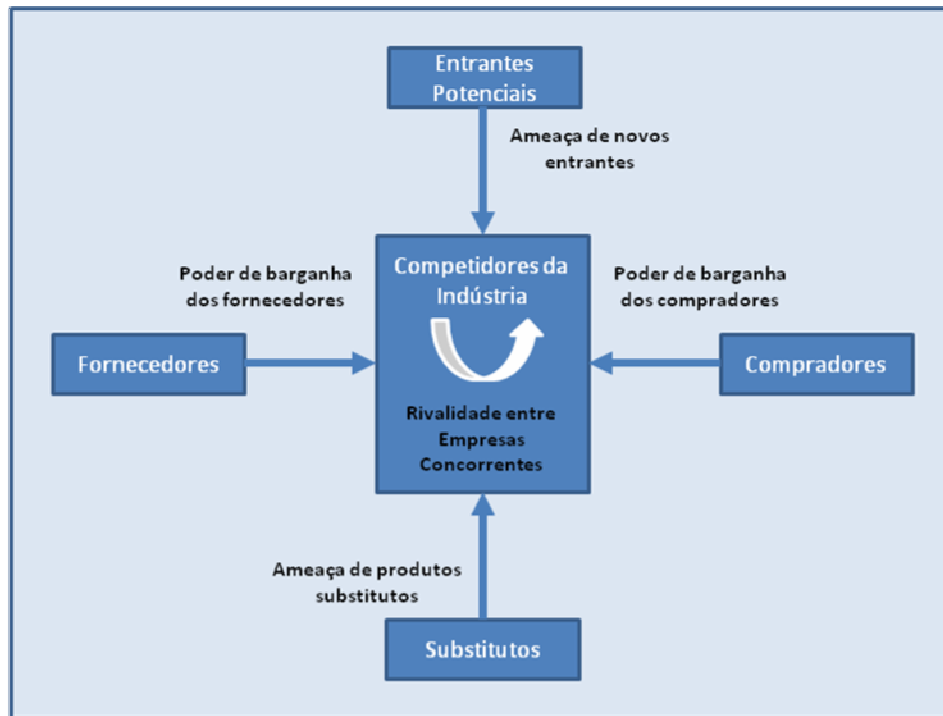 Entrantes
Potenciais
Ameaça de novos
entrantes
Poder de barganha
dos fornecedores
Competidores da
Indústria
Poder de barganha
dos compradores
Fornecedores
Compradores
Rivalidade entre
Empresas
Concorrentes
Ameaça de produtos
substitutos
Substitutos